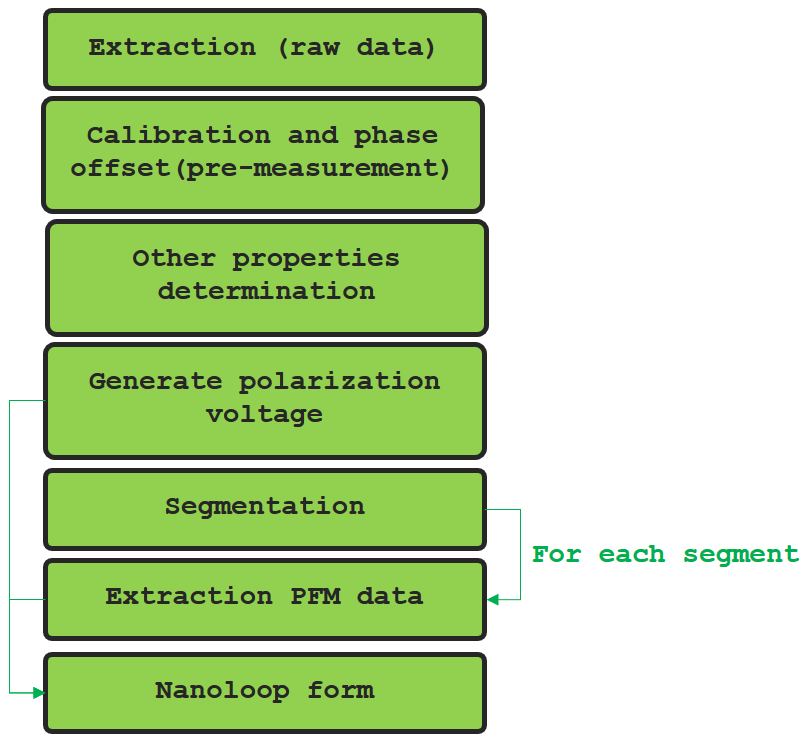 Extraction (raw data)
Calibration and phase
offset(pre-measurement)
Other properties
determination
Generate polarization
voltage
Segmentation
For each segment
Extraction PFM data
Nanoloop form